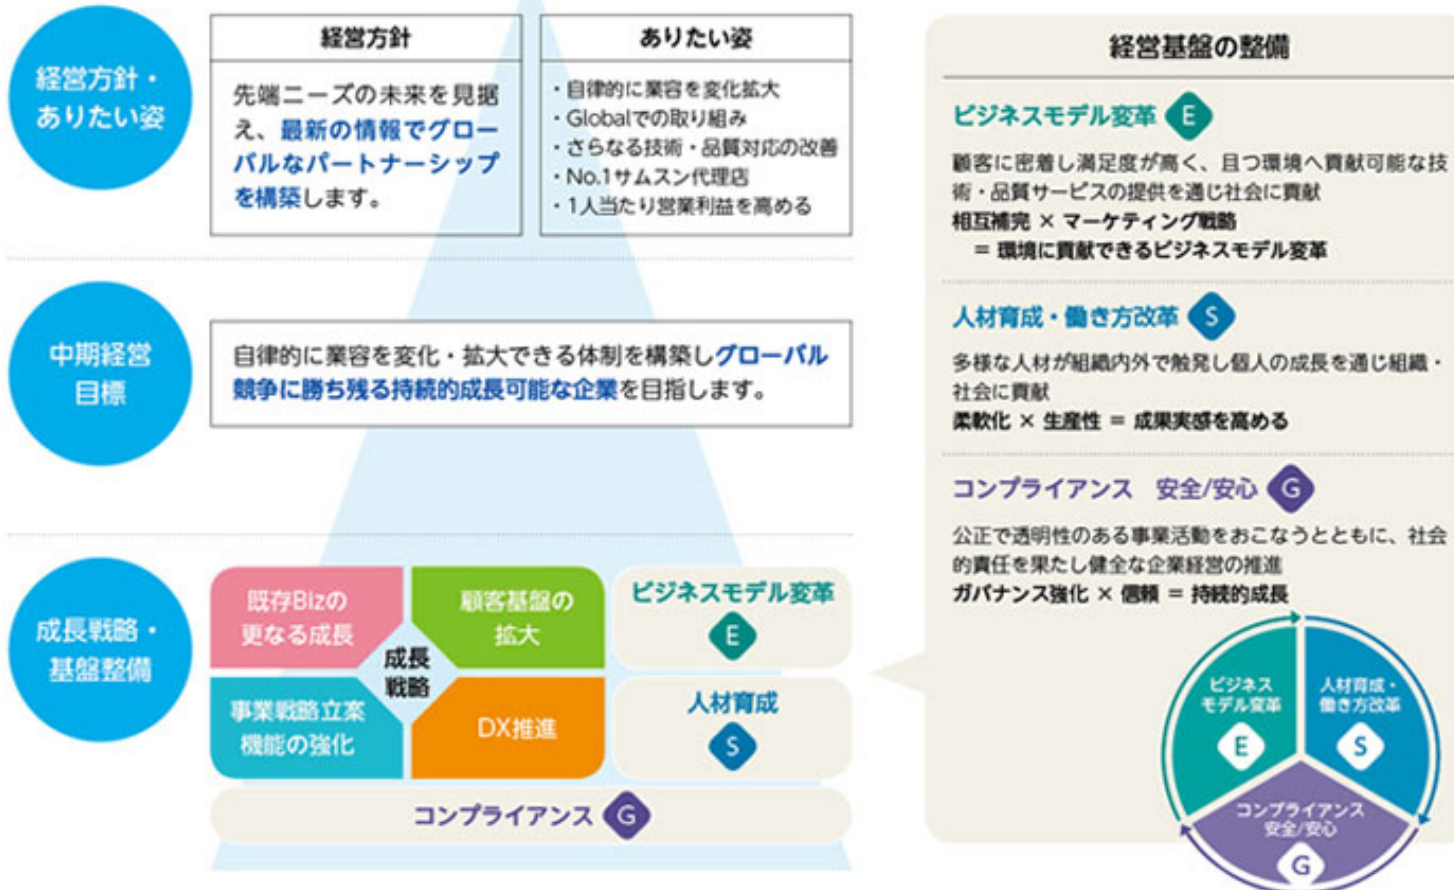 経営方針・
ありたい姿
経営方針
先端ニーズの未来を見据
え、最新の情報でグロー
バルなパートナーシップ
を構築します。
ありたい姿
・自律的に業容を変化拡大
・Globalでの取り組み
・さらなる技術・品質対応の改善
・No.1サムスン代理店
・1人当たり営業利益を高める
中期経営
目標
自律的に業容を変化・拡大できる体制を構築しグローバル
競争に勝ち残る持続的成長可能な企業を目指します。
成長戦略・
基盤整備
既存Bizの
更なる成長
顧客基盤の
拡大
成長
戦略
事業戦略立案
機能の強化
DX推進
ビジネスモデル変革
E
人材育成
S
コンプライアンス G
経営基盤の整備
ビジネスモデル変革 E
顧客に密着し満足度が高く、且つ環境へ貢献可能な技
術・品質サービスの提供を通じ社会に貢献
相互補完 × マーケティング戦略
＝ 環境に貢献できるビジネスモデル変革
人材育成・働き方改革 S
多様な人材が組織内外で触発し個人の成長を通じ組織・
社会に貢献
柔軟化 × 生産性 ＝ 成果実感を高める
コンプライアンス 安全/安心 G
公正で透明性のある事業活動をおこなうとともに、社会
的責任を果たし健全な企業経営の推進
ガバナンス強化 × 信頼 ＝ 持続的成長
ビジネス
モデル変革
E
人材育成・
働き方改革
S
コンプライアンス
安全/安心
G